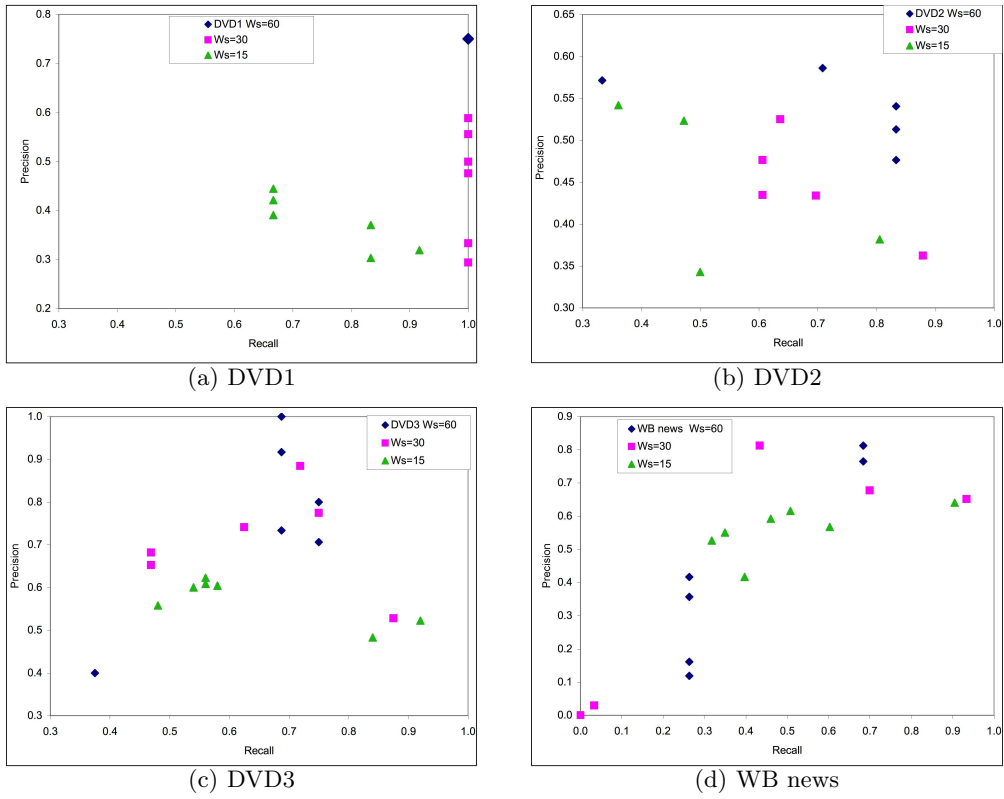 0.8
0.7
0.6
0.5
0.4
0.3
0.2
Precision
DVD1 Ws=60
Ws=30
Ws=15
0.3 0.4 0.5 0.6 0.7 0.8 0.9 1.0
Recall
(a) DVD1
0.65
0.60
0.55
0.50
0.45
0.40
0.35
0.30
Precision
DVD2 Ws=60
Ws=30
Ws=15
0.3 0.4 0.5 0.6 0.7 0.8 0.9 1.0
Recall
(b) DVD2
1.0
0.9
0.8
0.7
0.6
0.5
0.4
0.3
Precision
DVD3 Ws=60
Ws=30
Ws=15
0.3 0.4 0.5 0.6 0.7 0.8 0.9 1.0
Recall
(c) DVD3
0.9
0.8
0.7
0.6
0.5
0.4
0.3
0.2
0.1
0.0
Precision
WB news Ws=60
Ws=30
Ws=15
0.0 0.1 0.2 0.3 0.4 0.5 0.6 0.7 0.8 0.9 1.0
Recall
(d) WB news